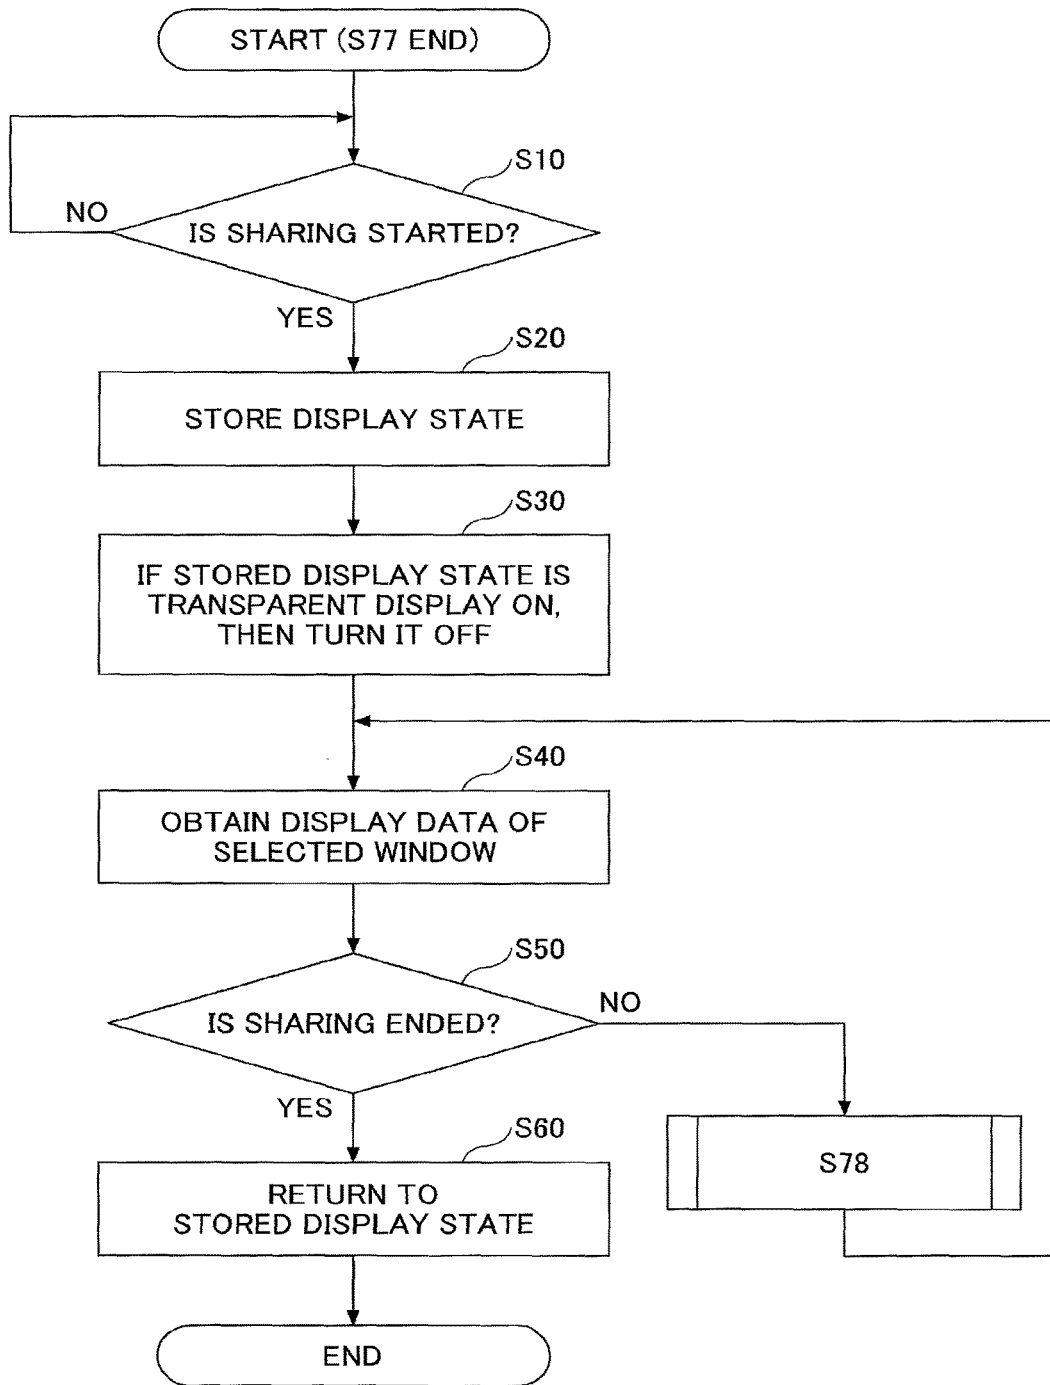 START (S77 END)
S10
NO
IS SHARING STARTED?
YES
S20
STORE DISPLAY STATE
S30
IF STORED DISPLAY STATE IS
TRANSPARENT DISPLAY ON,
THEN TURN IT OFF
S40
OBTAIN DISPLAY DATA OF
SELECTED WINDOW
S50
IS SHARING ENDED?
NO
YES
S78
S60
RETURN TO
STORED DISPLAY STATE
END